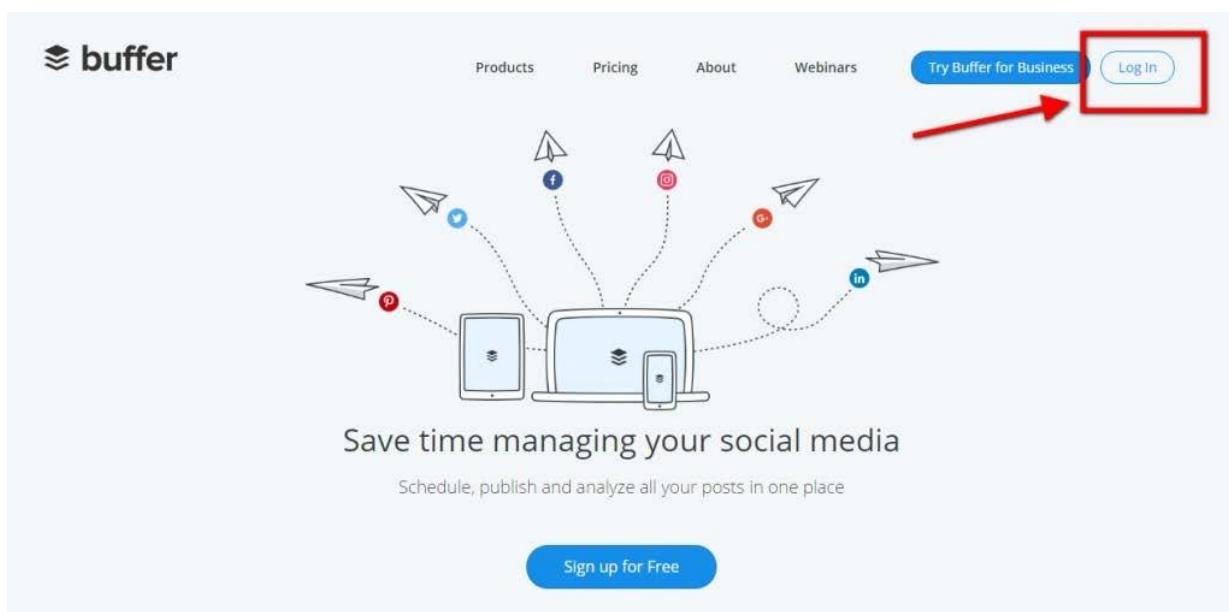 buffer
Products Pricing About Webinars Try Buffer for Business Log In
Save time managing your social media
Schedule, publish and analyze all your posts in one place
Sign up for Free